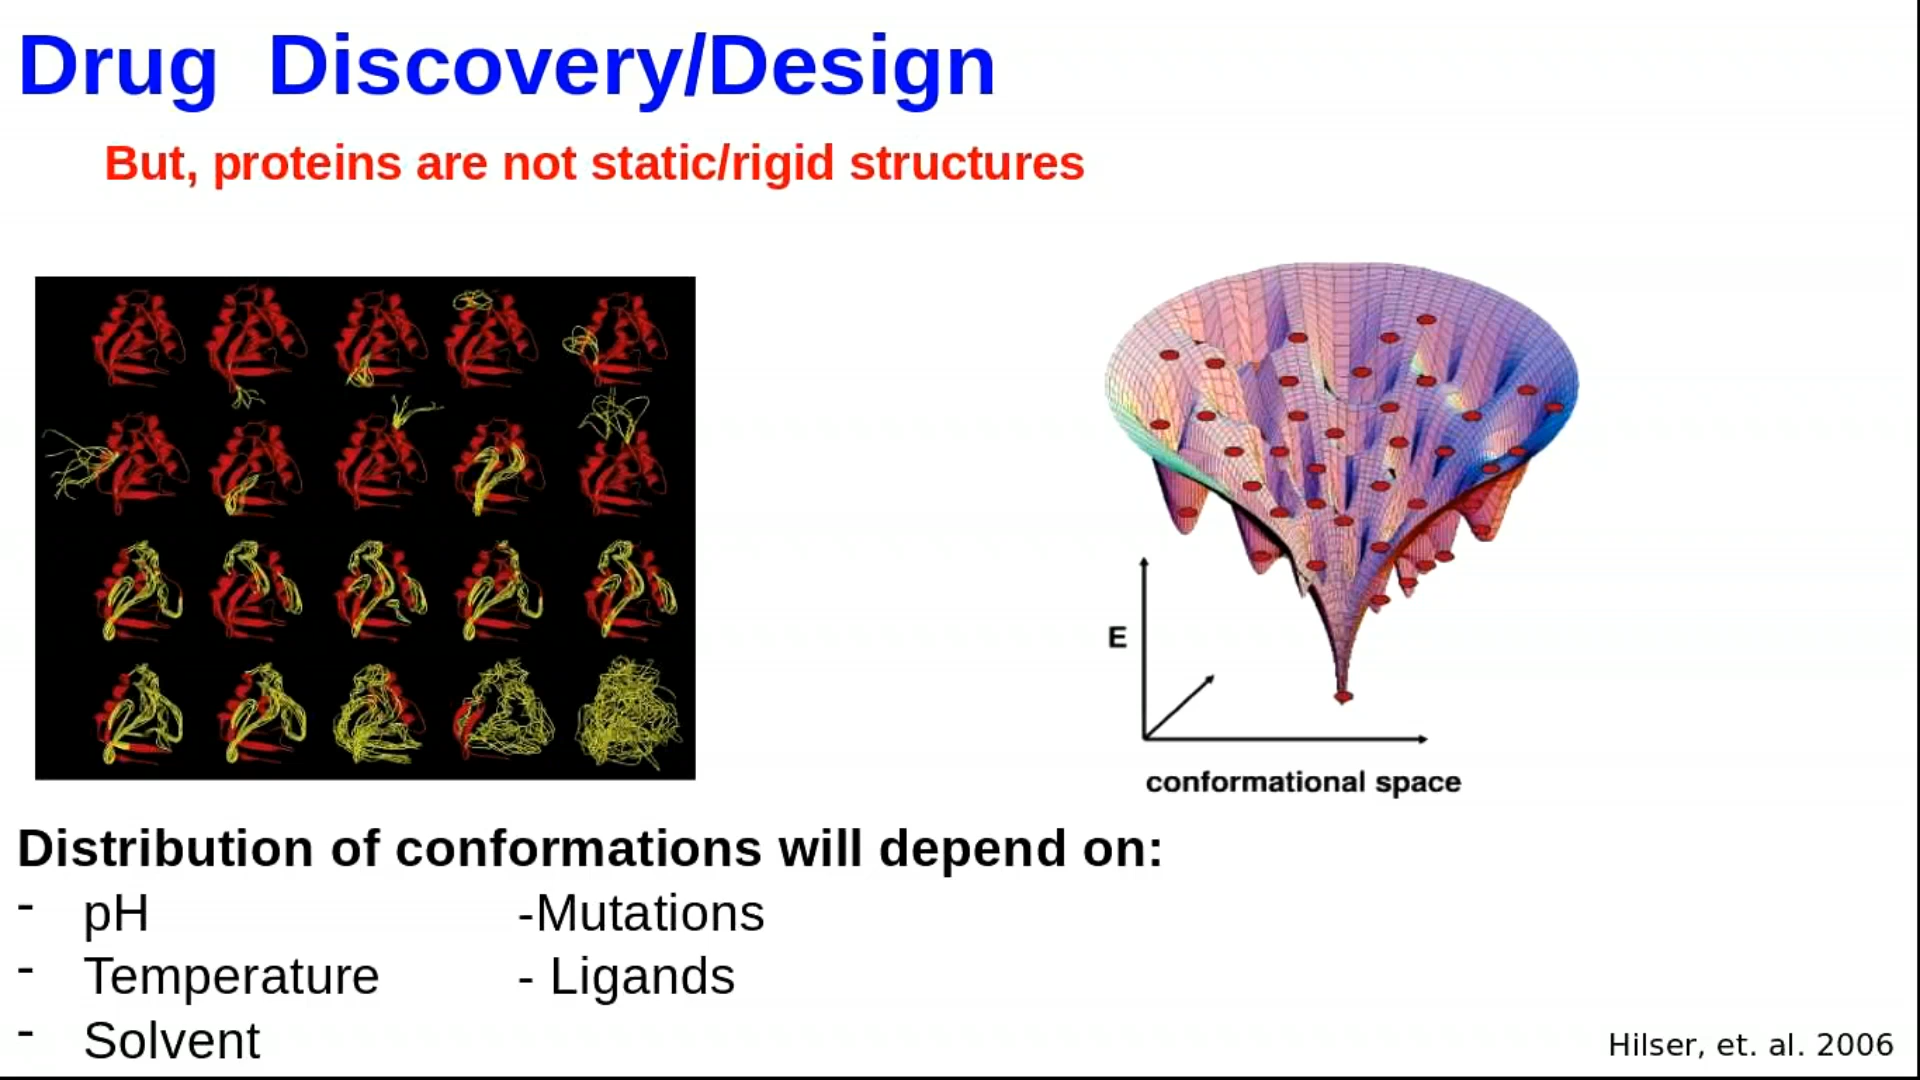 Drug Discovery/Design
But, proteins are not static/rigid structures
E
conformational space
Distribution of conformations will depend on:
- pH -Mutations
- Temperature - Ligands
- Solvent
Hilser, et. al. 2006